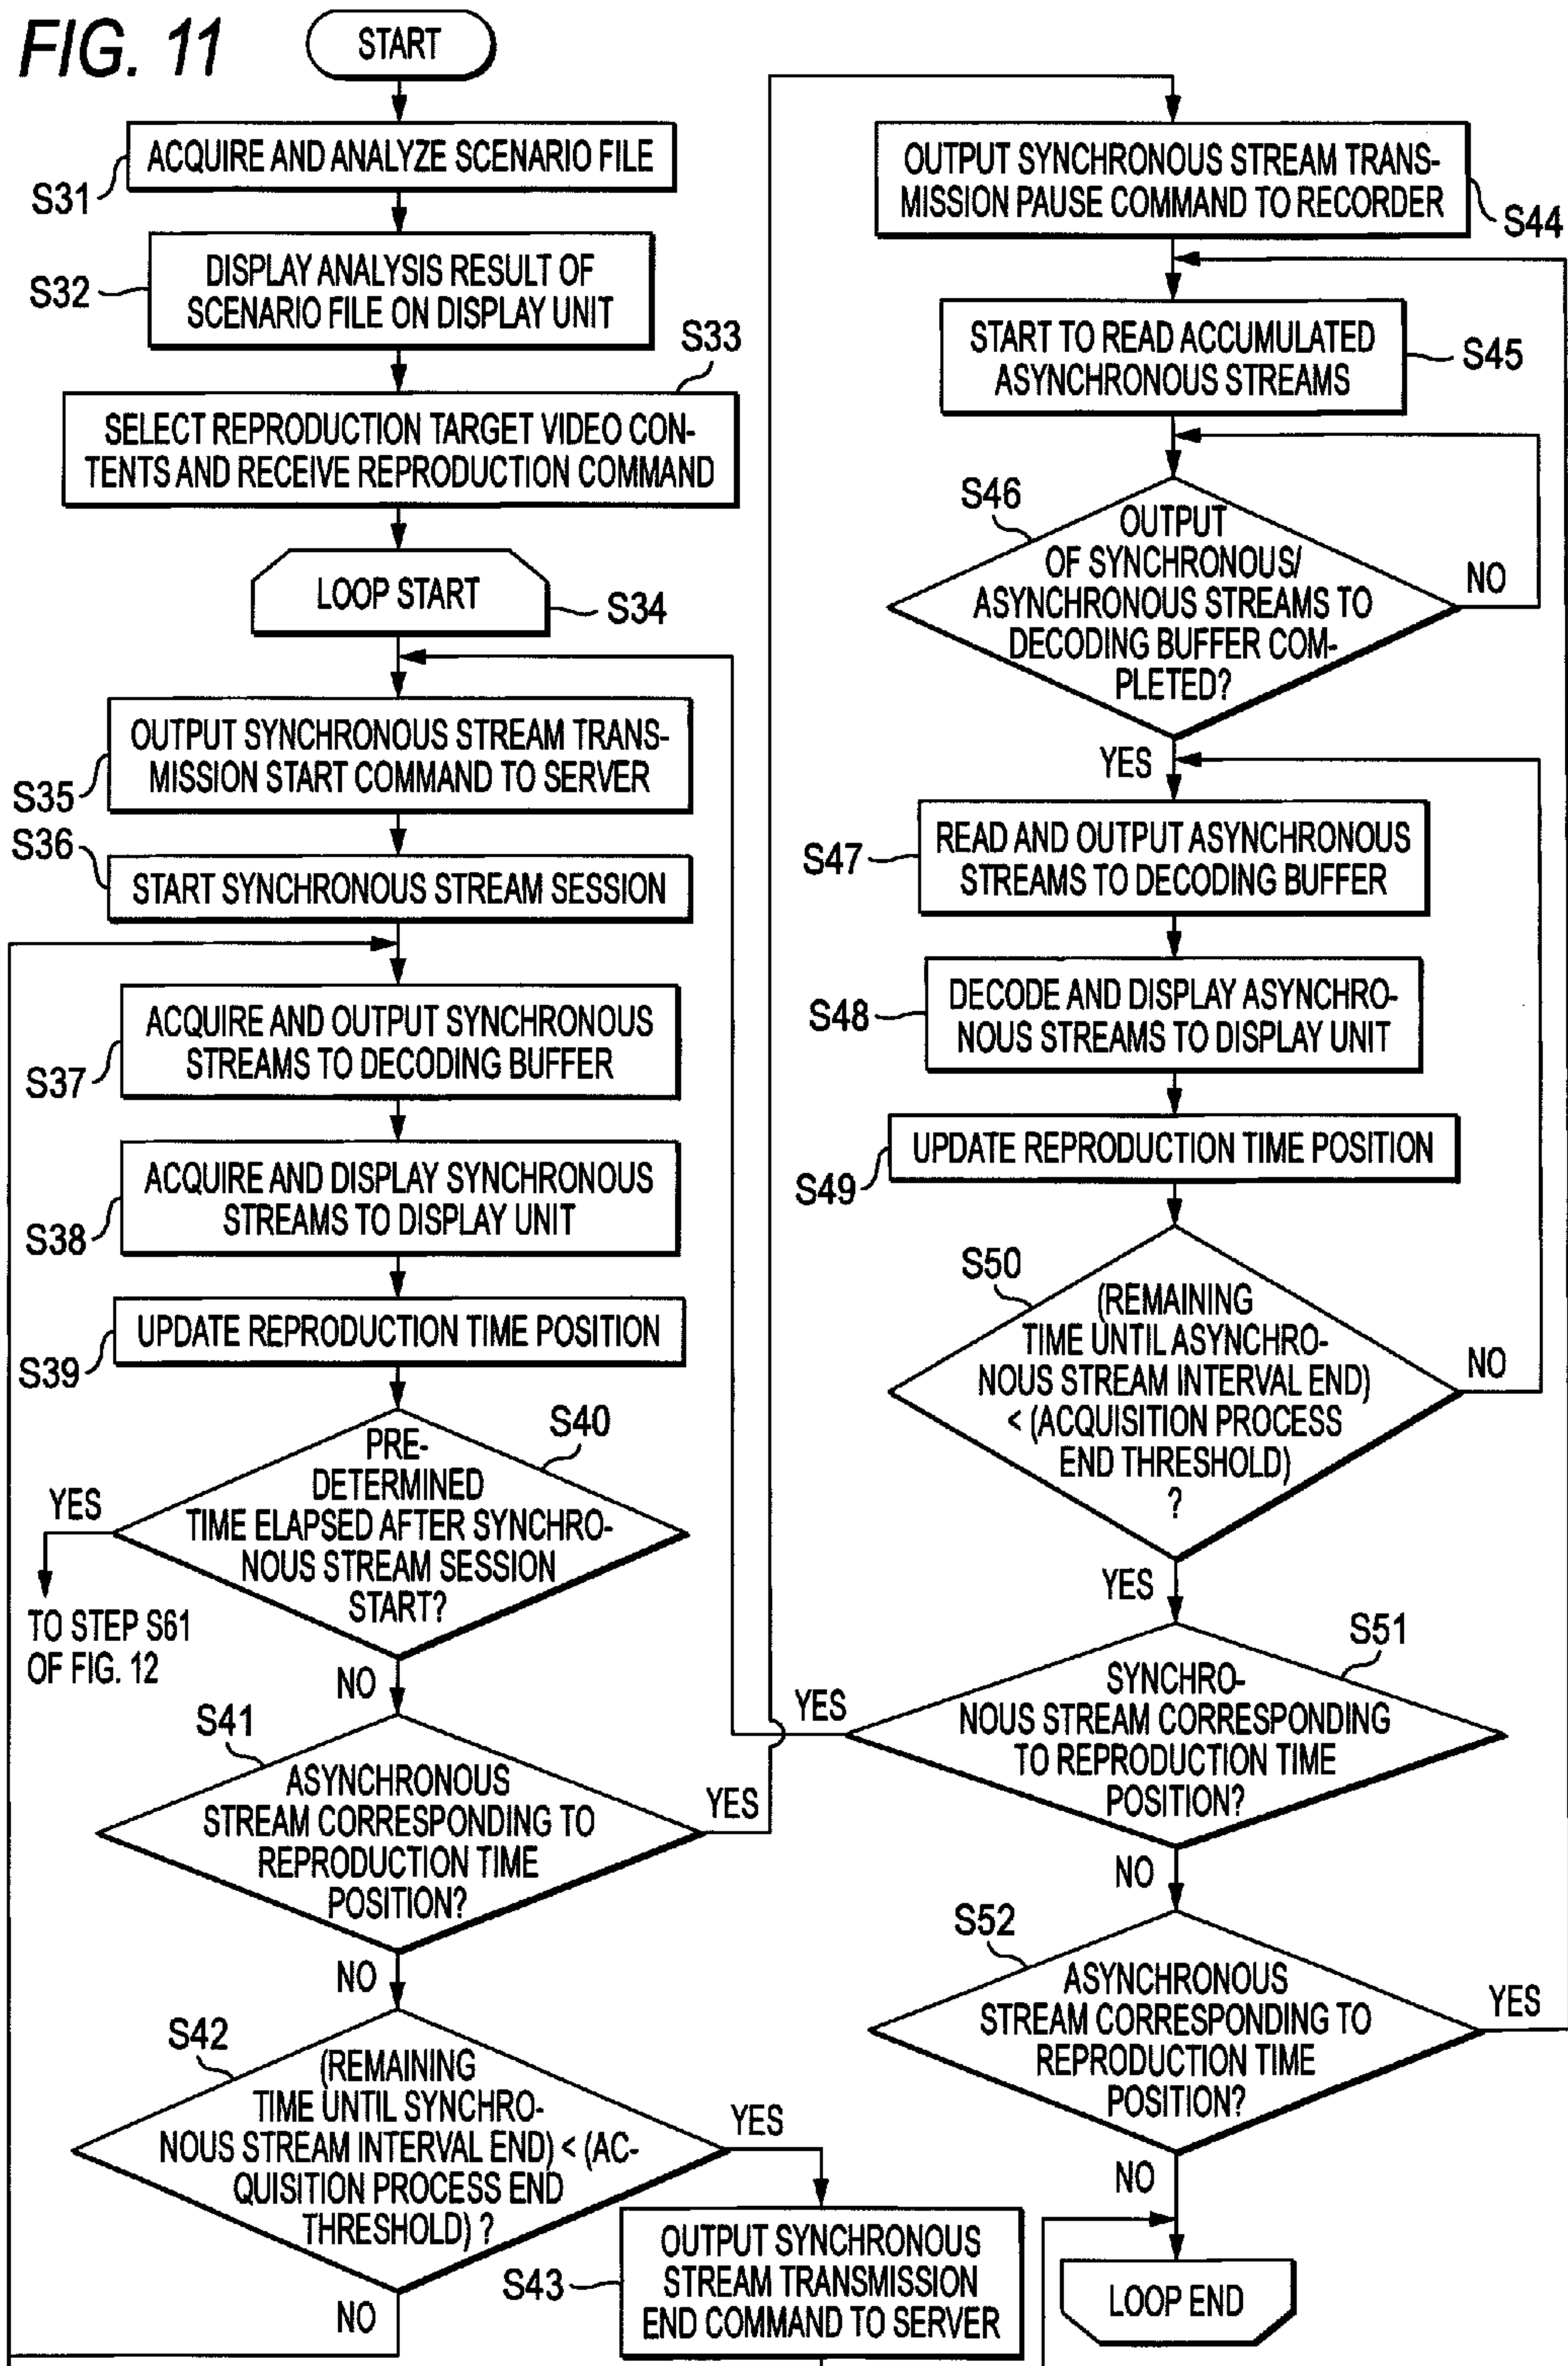 FIG. 11
START
ACQUIRE AND ANALYZE SCENARIO FILE
S31
DISPLAY ANALYSIS RESULT OF
SCENARIO FILE ON DISPLAY UNIT
S32
S33
SELECT REPRODUCTION TARGET VIDEO CON-
TENTS AND RECEIVE REPRODUCTION COMMAND
LOOP START
S34
OUTPUT SYNCHRONOUS STREAM TRANS-
MISSION START COMMAND TO SERVER
S35
S36
START SYNCHRONOUS STREAM SESSION
ACQUIRE AND OUTPUT SYNCHRONOUS
STREAMS TO DECODING BUFFER
S37
ACQUIRE AND DISPLAY SYNCHRONOUS
STREAMS TO DISPLAY UNIT
S38
UPDATE REPRODUCTION TIME POSITION
S39
S40
PRE-
DETERMINED
TIME ELAPSED AFTER SYNCHRO-
NOUS STREAM SESSION
START?
YES
TO STEP S61
OF FIG. 12
NO
S41
ASYNCHRONOUS
STREAM CORRESPONDING TO
REPRODUCTION TIME
POSITION?
YES
NO
S42
(REMAINING
TIME UNTIL SYNCHRO-
NOUS STREAM INTERVAL END) < (AC-
QUISITION PROCESS END
THRESHOLD) ?
YES
NO
S43
OUTPUT SYNCHRONOUS
STREAM TRANSMISSION
END COMMAND TO SERVER
OUTPUT SYNCHRONOUS STREAM TRANS-
MISSION PAUSE COMMAND TO RECORDER
S44
START TO READ ACCUMULATED
ASYNCHRONOUS STREAMS
S45
S46
OUTPUT
OF SYNCHRONOUS/
ASYNCHRONOUS STREAMS TO
DECODING BUFFER COM-
PLETED?
NO
YES
S47
READ AND OUTPUT ASYNCHRONOUS
STREAMS TO DECODING BUFFER
S48
DECODE AND DISPLAY ASYNCHRO-
NOUS STREAMS TO DISPLAY UNIT
UPDATE REPRODUCTION TIME POSITION
S49
S50
(REMAINING
TIME UNTIL ASYNCHRO-
NOUS STREAM INTERVAL END)
< (ACQUISITION PROCESS
END THRESHOLD)
?
NO
YES
S51
SYNCHRO-
NOUS STREAM CORRESPONDING
TO REPRODUCTION TIME
POSITION?
YES
NO
S52
ASYNCHRONOUS
STREAM CORRESPONDING TO
REPRODUCTION TIME
POSITION?
YES
NO
LOOP END